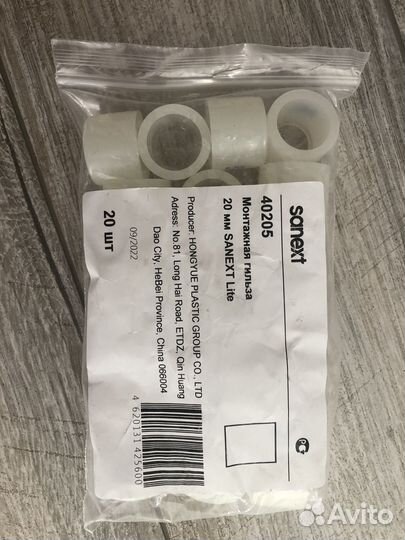 sanext
40205
Монтажная гильза
20 мм SANEXT Lite
Producer: HONGYUE PLASTIC GROUP CO., LTD
Adress: No.81, Long Hai Road, ETDZ, Qin Huang
Dao City, HeBei Province, China 066004
09/2022
20 шт
4 620131 425600
Avito